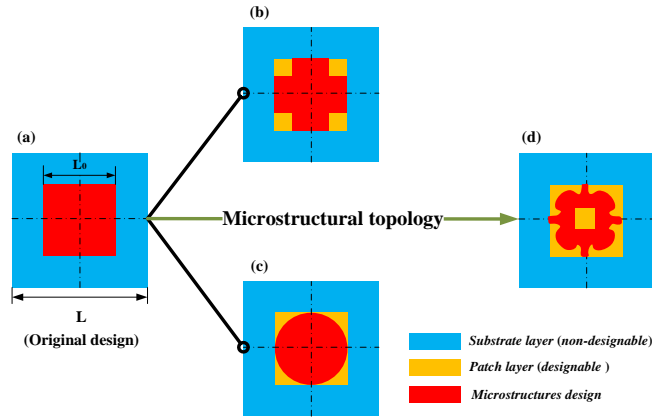 (b)
(a)
L₀
(d)
Microstructural topology
(c)
L
(Original design)
Substrate layer (non-designable)
Patch layer (designable )
Microstructures design